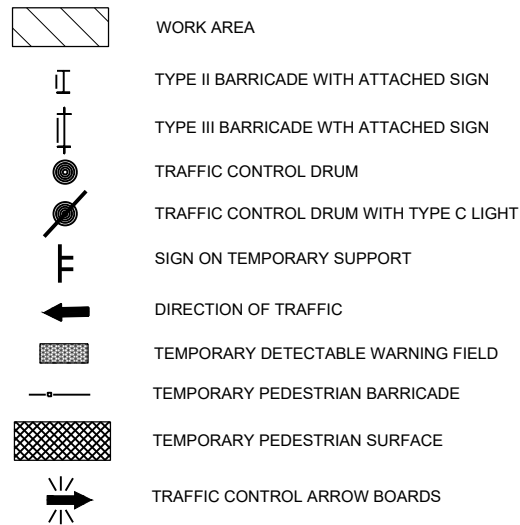 WORK AREA
TYPE II BARRICADE WITH ATTACHED SIGN
TYPE III BARRICADE WTH ATTACHED SIGN
TRAFFIC CONTROL DRUM
TRAFFIC CONTROL DRUM WITH TYPE C LIGHT
SIGN ON TEMPORARY SUPPORT
DIRECTION OF TRAFFIC
TEMPORARY DETECTABLE WARNING FIELD
TEMPORARY PEDESTRIAN BARRICADE
TEMPORARY PEDESTRIAN SURFACE
TRAFFIC CONTROL ARROW BOARDS